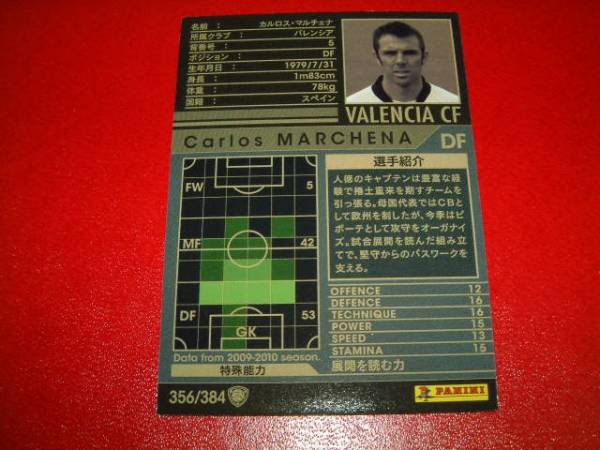 名前 : カルロス・マルチェナ
所属クラブ : バレンシア
背番号 : 5
ポジション : DF
生年月日 : 1979/7/31
身長 : 1m83cm
体重 : 78kg
国籍 : スペイン
VALENCIA CF
Carlos MARCHENA DF
選手紹介
人徳のキャプテンは豊富な経
験で捲土重来を期すチームを
引っ張る。母国代表ではCBと
して欧州を制したが、今季はピ
ボーテとして攻守をオーガナ
イズ。試合展開を読んだ組み立
てで、堅守からのパスワークを
支える。
FW 5
MF 42
DF 53
GK
Data from 2009-2010 season.
OFFENCE 12
DEFENCE 16
TECHNIQUE 16
POWER 15
SPEED 13
STAMINA 15
特殊能力
展開を読む力
356/384
PANINI